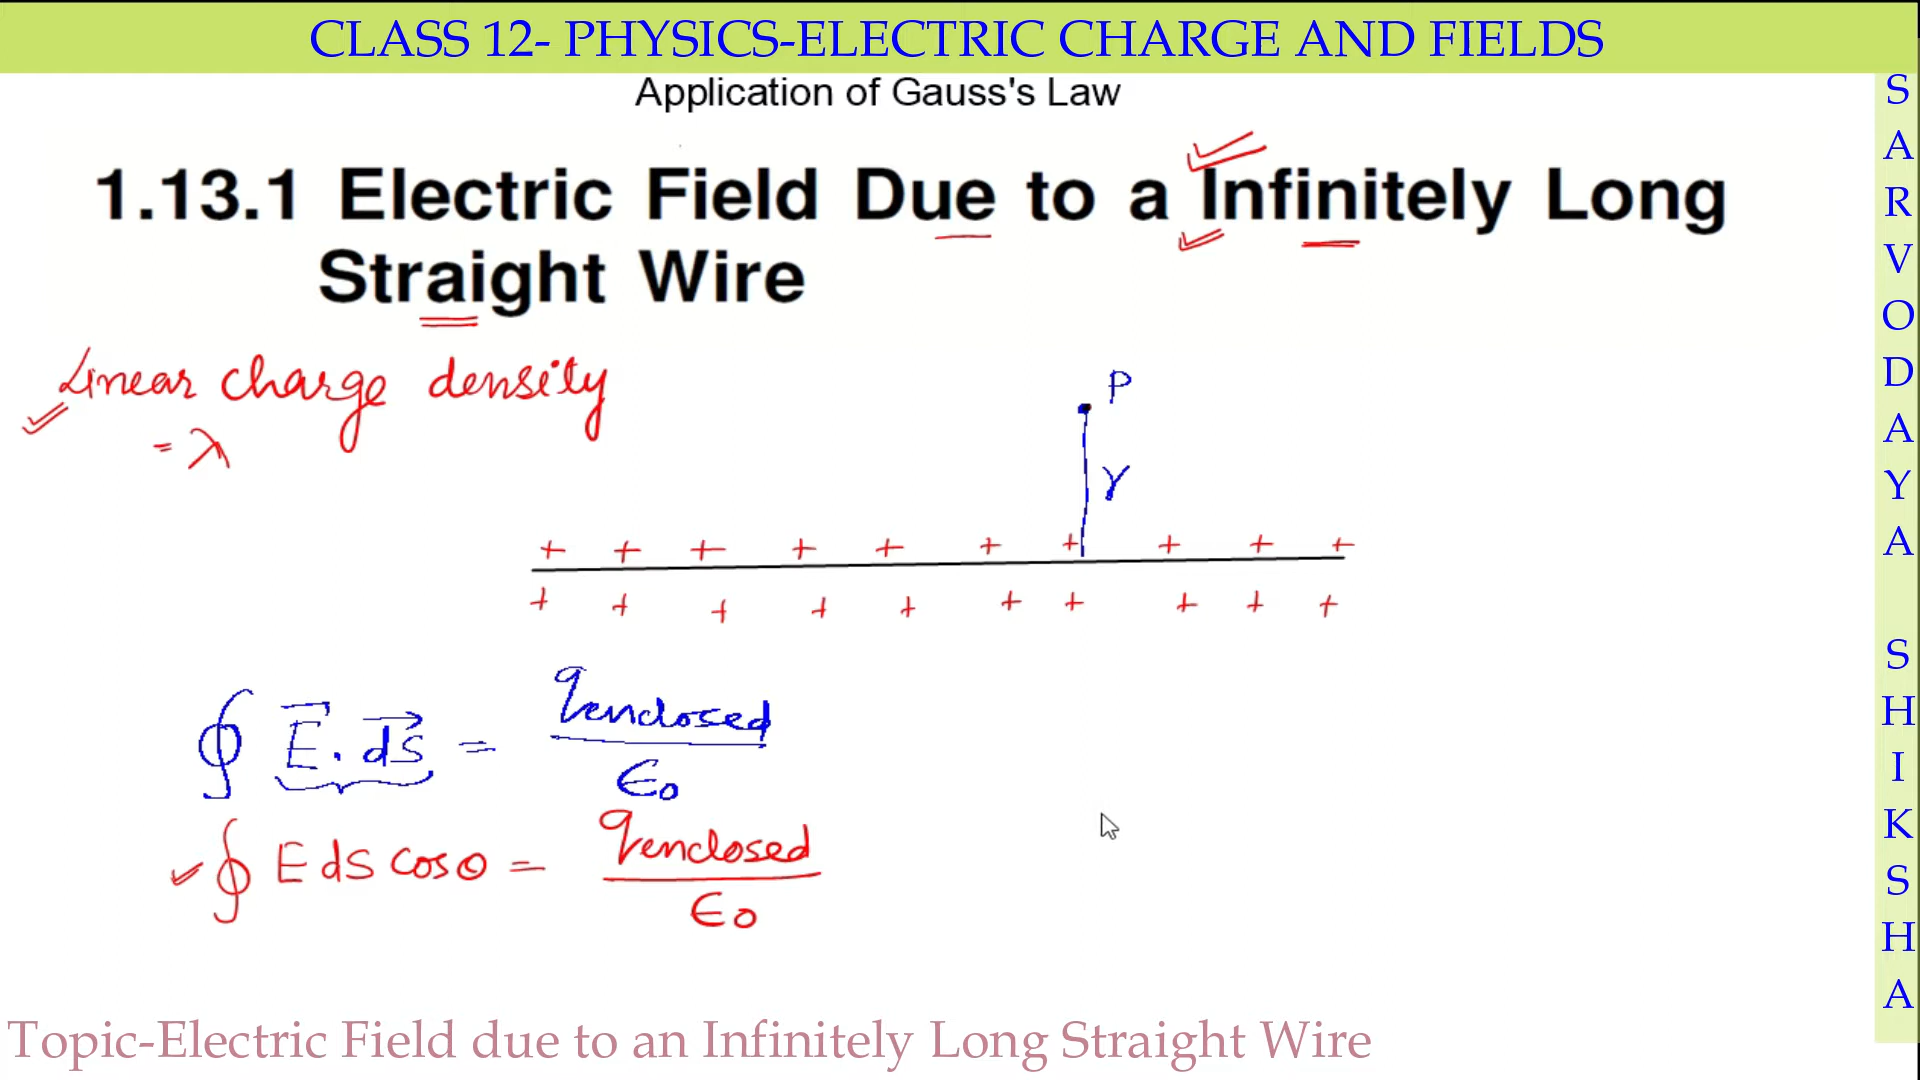 CLASS 12- PHYSICS-ELECTRIC CHARGE AND FIELDS
Application of Gauss's Law
1.13.1 Electric Field Due to a Infinitely Long
Straight Wire
Linear charge density
= λ
P
r
+ + + + + + + + + +
+ + + + + + + + + +
∮ E⃗ . ds⃗ = qenclosed / ϵ0
∮ E ds cosθ = qenclosed / ϵ0
Topic-Electric Field due to an Infinitely Long Straight Wire
SARVODAYA SHIKSHA